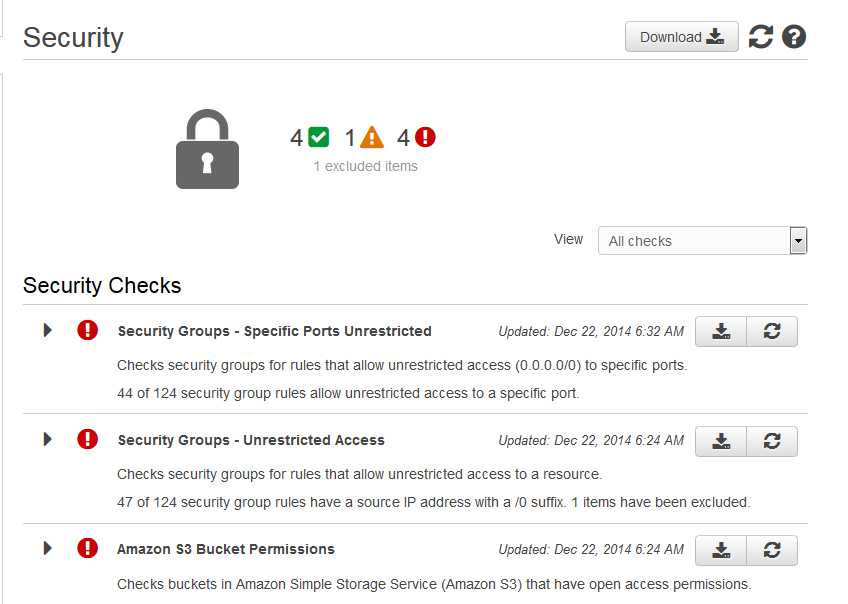 Security
Download
4 1 4
1 excluded items
View All checks
Security Checks
Security Groups - Specific Ports Unrestricted Updated: Dec 22, 2014 6:32 AM
Checks security groups for rules that allow unrestricted access (0.0.0.0/0) to specific ports.
44 of 124 security group rules allow unrestricted access to a specific port.
Security Groups - Unrestricted Access Updated: Dec 22, 2014 6:24 AM
Checks security groups for rules that allow unrestricted access to a resource.
47 of 124 security group rules have a source IP address with a /0 suffix. 1 items have been excluded.
Amazon S3 Bucket Permissions Updated: Dec 22, 2014 6:24 AM
Checks buckets in Amazon Simple Storage Service (Amazon S3) that have open access permissions.